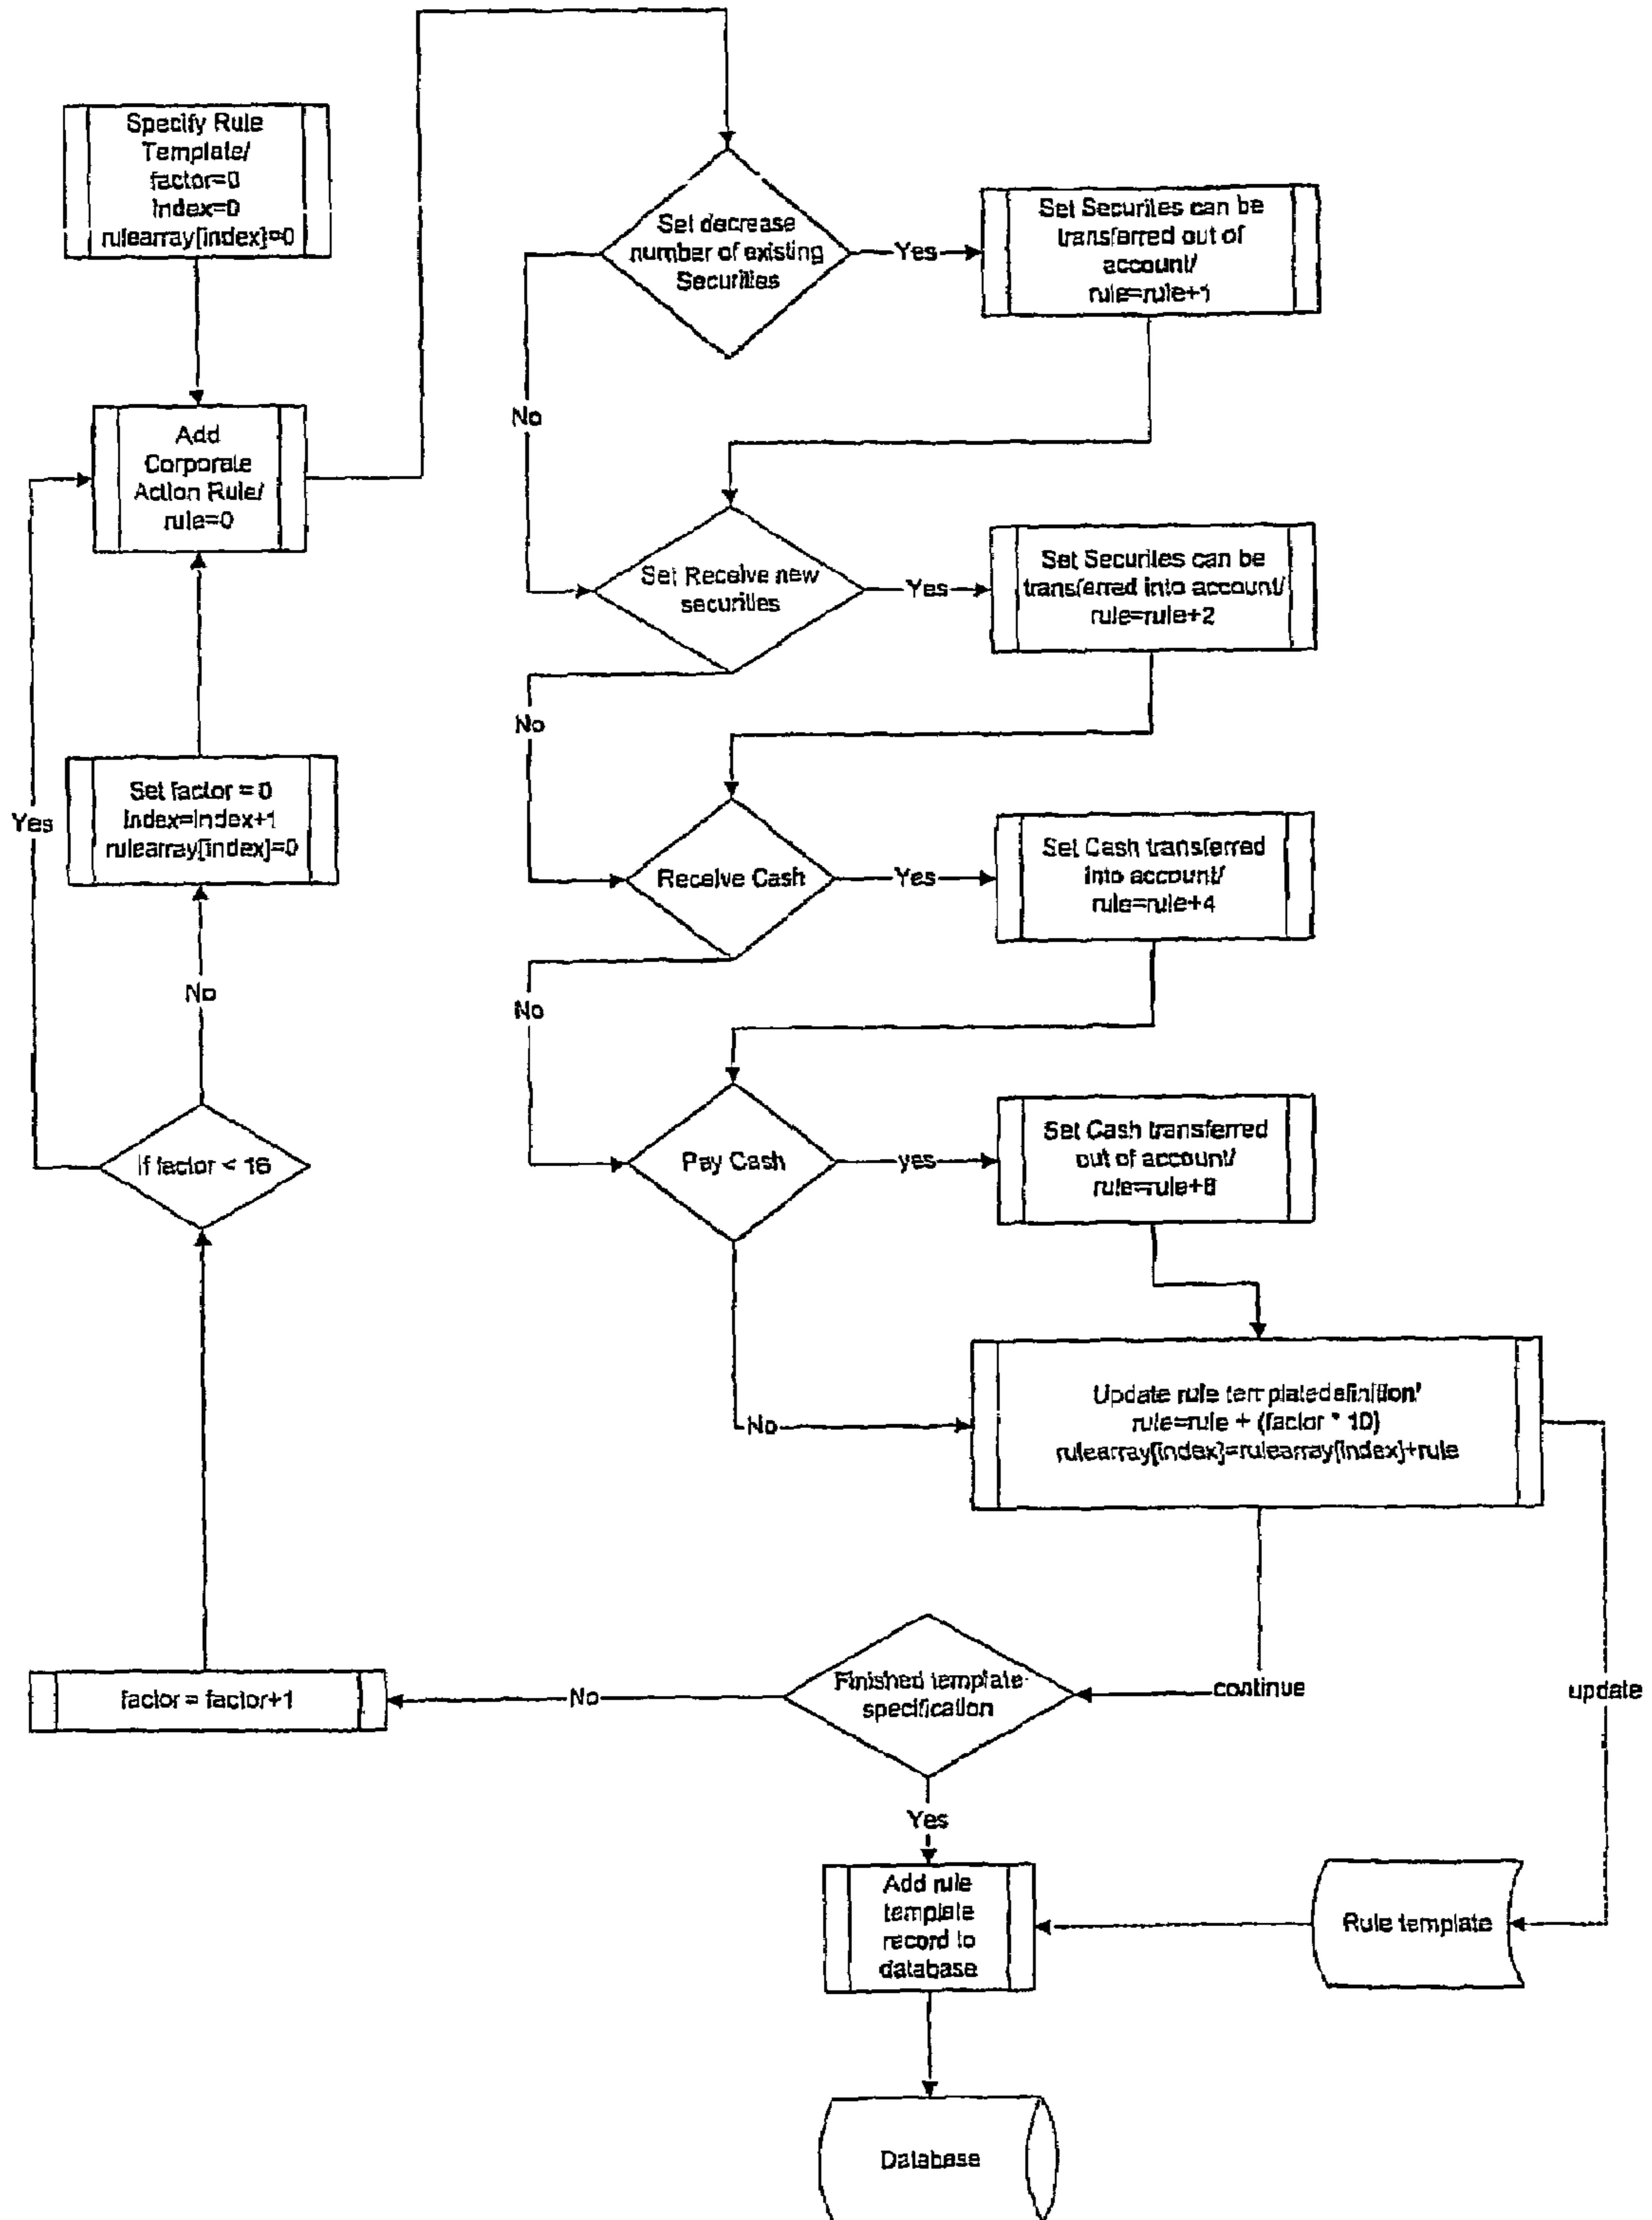 Specify Rule
Template/
factor=0
Index=0
rulearray[index]=0
Add
Corporate
Action Rule/
rule=0
Set factor = 0
Index=Index+1
rulearray[index]=0
Yes
No
If factor < 16
factor = factor+1
Set decrease
number of existing
Securities
Yes
Set Securiles can be
transferred out of
account/
rule=rule+1
No
Set Receive new
securities
Yes
Set Securiles can be
transferred into account/
rule=rule+2
No
Receive Cash
Yes
Set Cash transferred
into account/
rule=rule+4
No
Pay Cash
yes
Set Cash transferred
out of account/
rule=rule+8
No
Update rule templatedefinition/
rule=rule + (factor * 10)
rulearray[index]=rulearray[index]+rule
Finished template
specification
continue
update
No
Yes
Add rule
template
record to
database
Rule template
Database